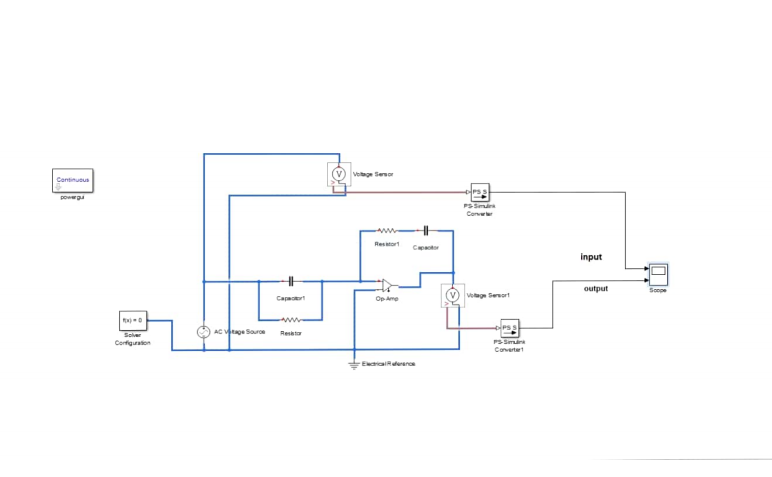 Continuous
powergui
V
Voltage Sensor
PS S
PS-Simulink
Converter
Resistor1
Capacitor
input
Capacitor1
Op-Amp
V
Voltage Sensor1
output
Scope
f(x) = 0
Solver
Configuration
AC Voltage Source
Resistor
PS S
PS-Simulink
Converter1
Electrical Reference